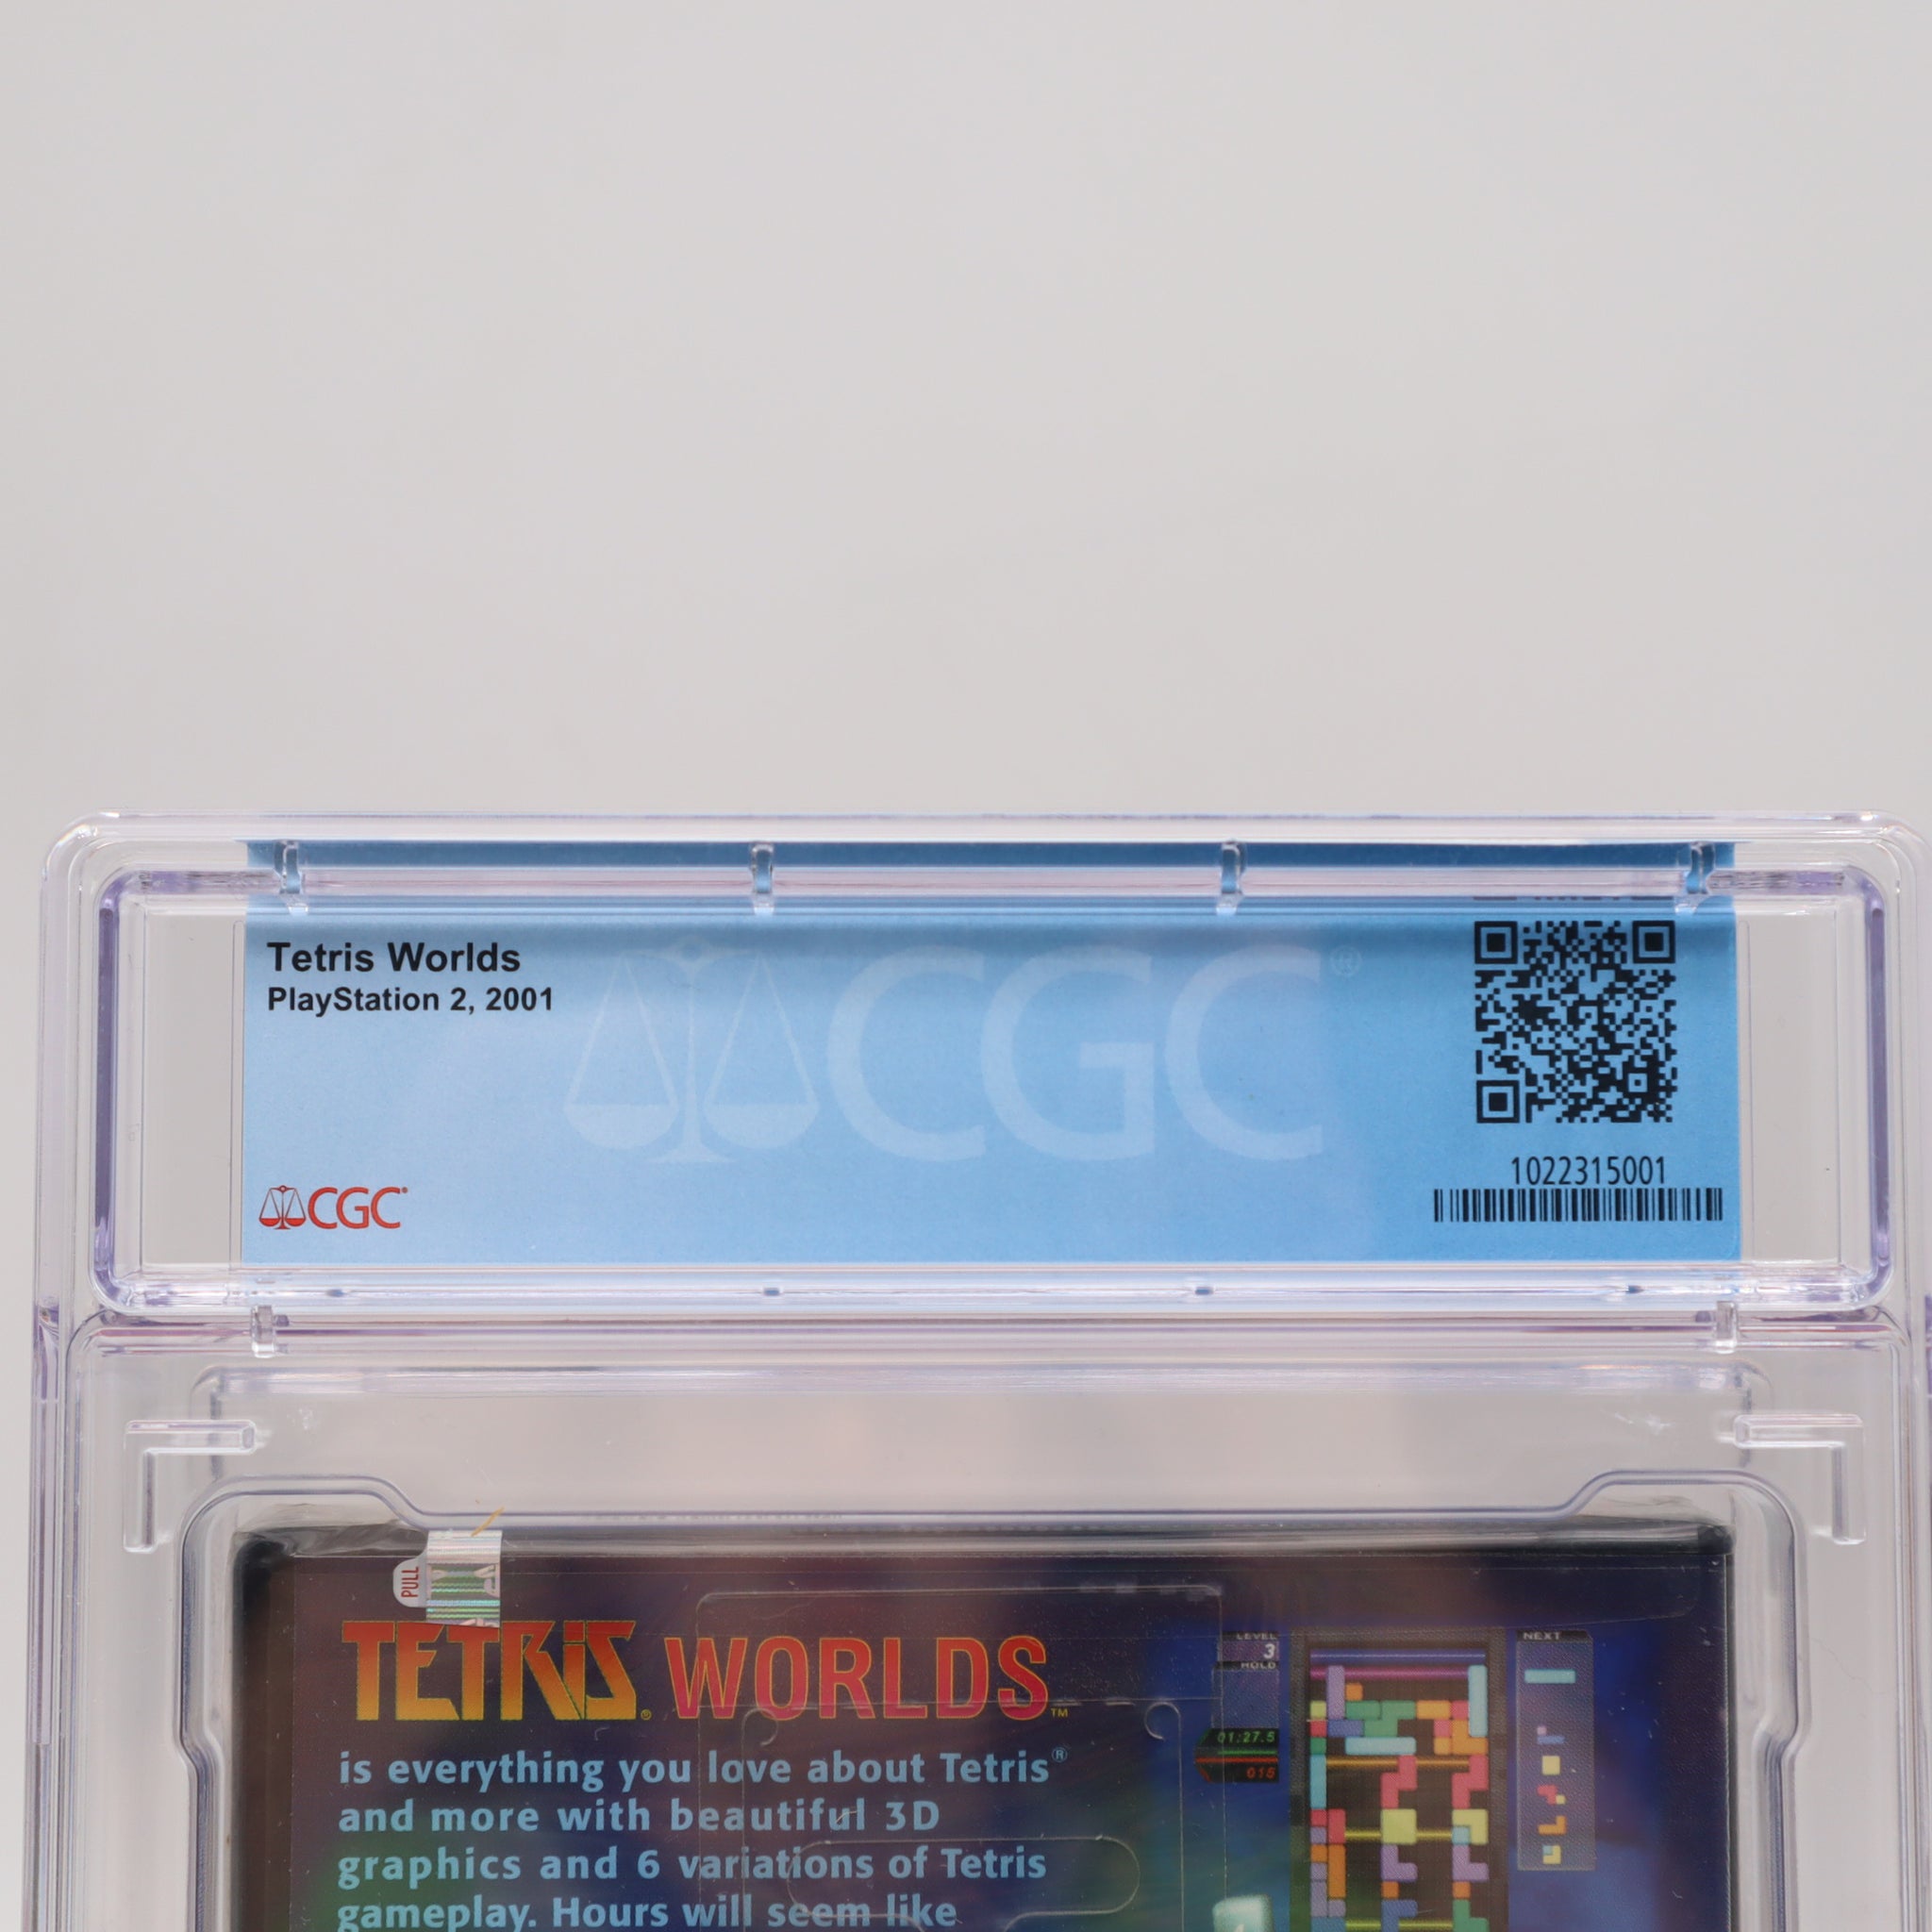 Tetris Worlds
PlayStation 2, 2001
CGC®
CGC®
1022315001
PULL
TETRIS® WORLDS™
is everything you love about Tetris®
and more with beautiful 3D
graphics and 6 variations of Tetris
gameplay. Hours will seem like
LEVEL
3
HOLD
01:27.5
015
NEXT